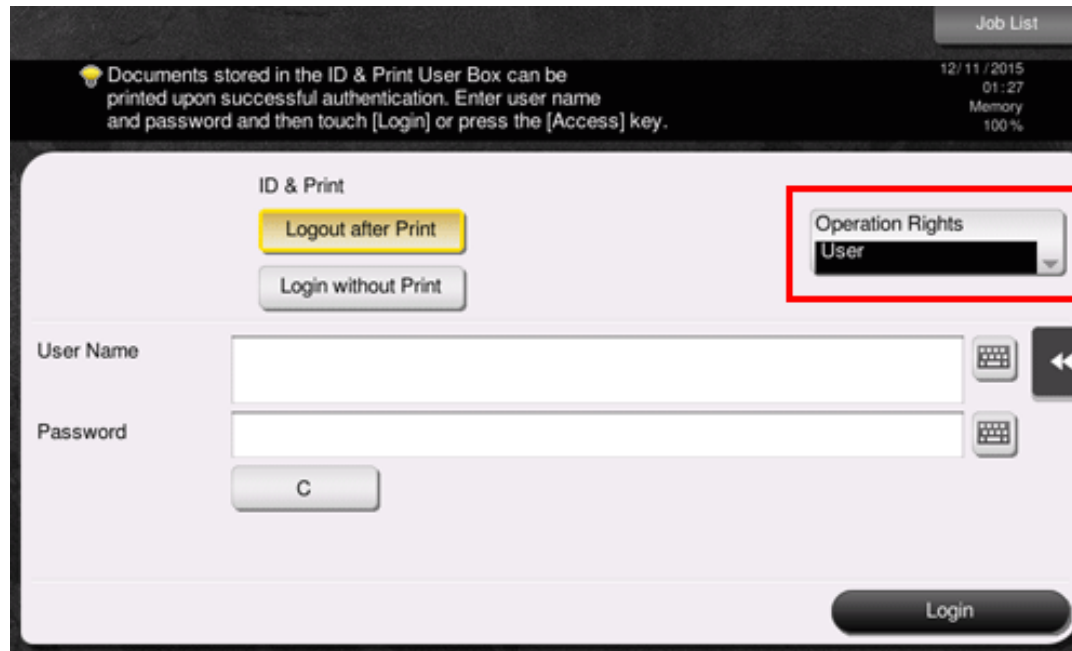 Job List
Documents stored in the ID & Print User Box can be
printed upon successful authentication. Enter user name
and password and then touch [Login] or press the [Access] key.
12/11/2015
01:27
Memory
100%
ID & Print
Logout after Print
Login without Print
Operation Rights
User
User Name
Password
C
Login